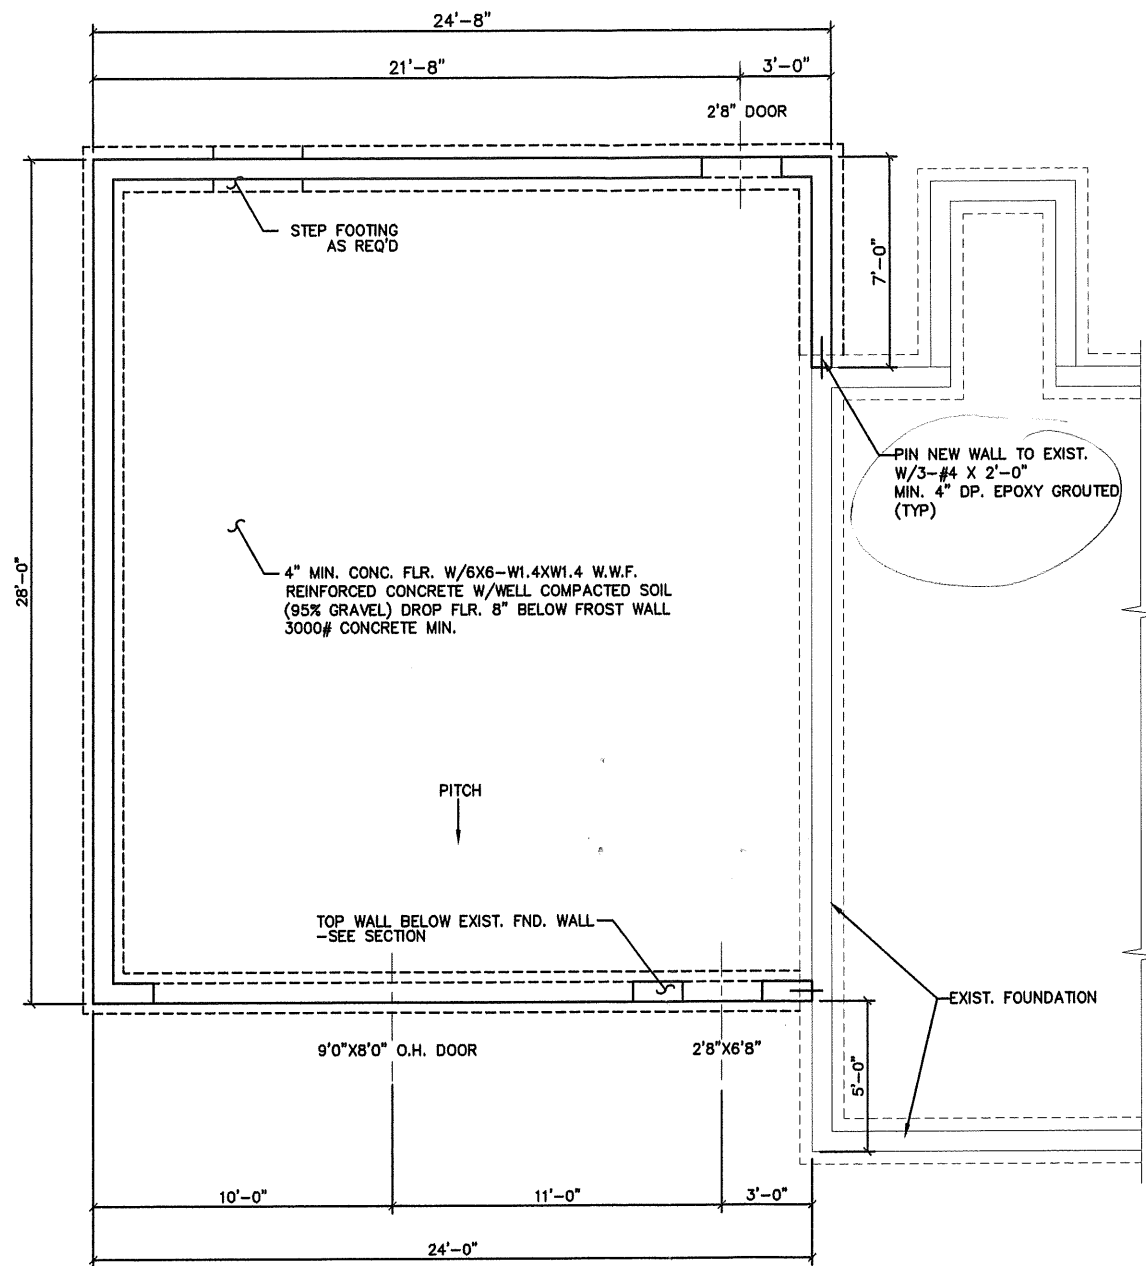 24'-8"
21'-8"
3'-0"
2'8" DOOR
STEP FOOTING
AS REQ'D
7'-0"
PIN NEW WALL TO EXIST.
W/3-#4 X 2'-0"
MIN. 4" DP. EPOXY GROUTED
(TYP)
28'-0"
4" MIN. CONC. FLR. W/6X6-W1.4XW1.4 W.W.F.
REINFORCED CONCRETE W/WELL COMPACTED SOIL
(95% GRAVEL) DROP FLR. 8" BELOW FROST WALL
3000# CONCRETE MIN.
PITCH
TOP WALL BELOW EXIST. FND. WALL
-SEE SECTION
EXIST. FOUNDATION
9'0"X8'0" O.H. DOOR
2'8"X6'8"
5'-0"
10'-0"
11'-0"
3'-0"
24'-0"